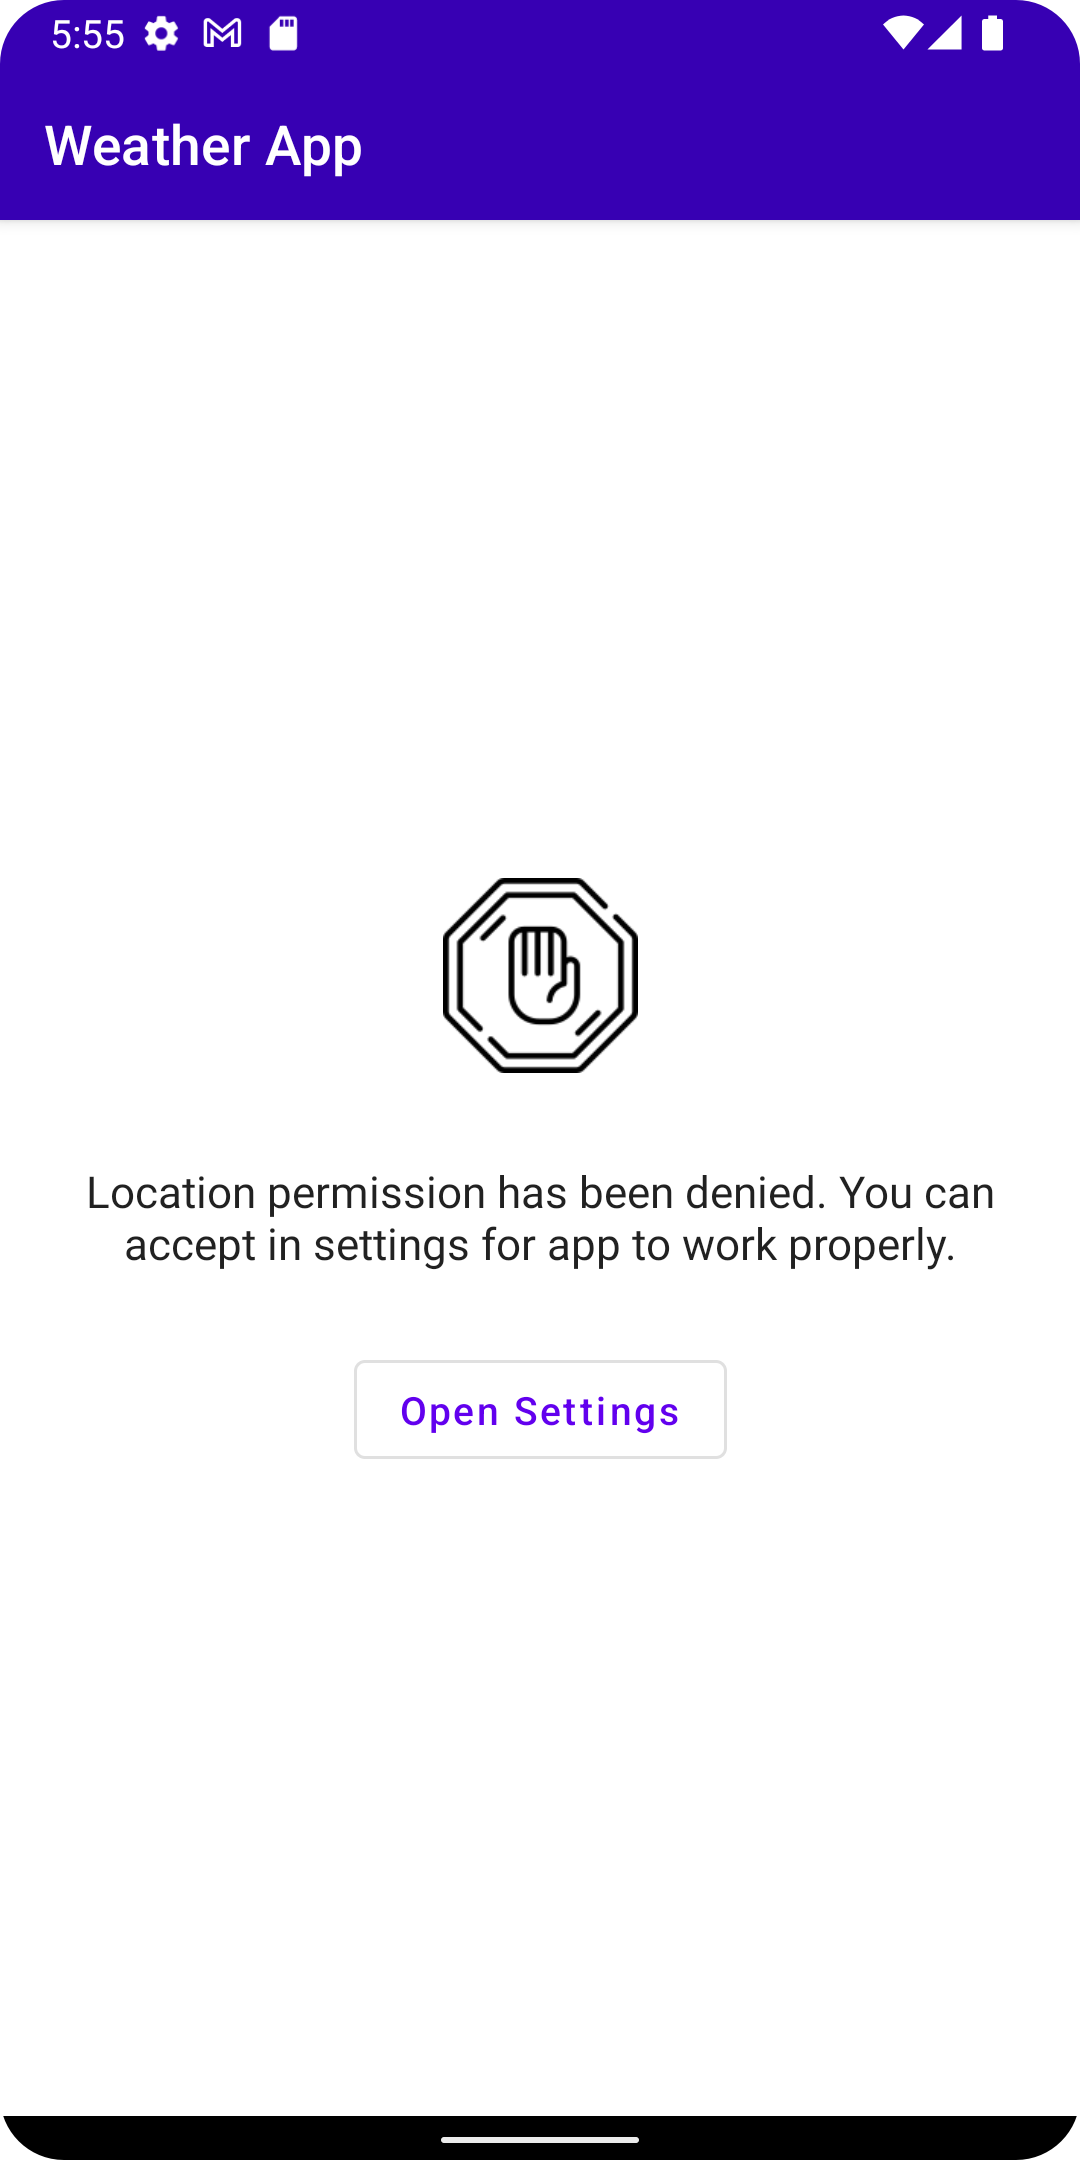 5:55
Weather App
Location permission has been denied. You can
accept in settings for app to work properly.
Open Settings